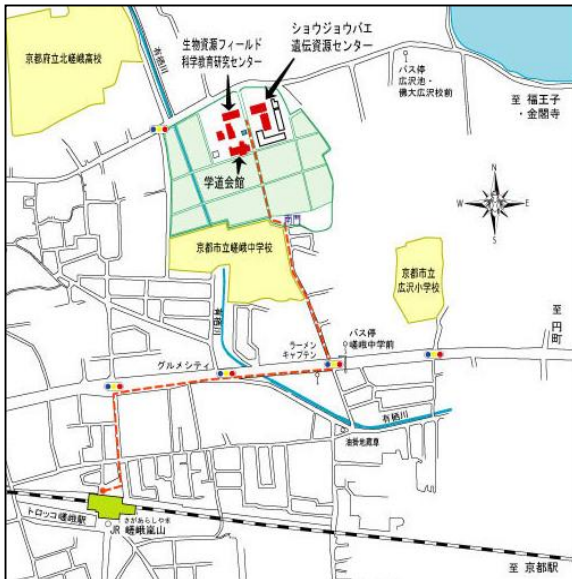 京都府立北嵯峨高校
有栖川
生物資源フィールド
科学教育研究センター
ショウジョウバエ
遺伝資源センター
バス停
広沢池・
佛大広沢校前
至 福王子
・金閣寺
学道会館
N
W
E
S
南門
京都市立嵯峨中学校
京都市立
広沢小学校
至
円町
有栖川
ラーメン
キャプテン
バス停
嵯峨中学前
グルメシティ
有栖川
油掛地蔵尊
トロッコ嵯峨駅
さがあらしやま
JR 嵯峨嵐山
至 京都駅